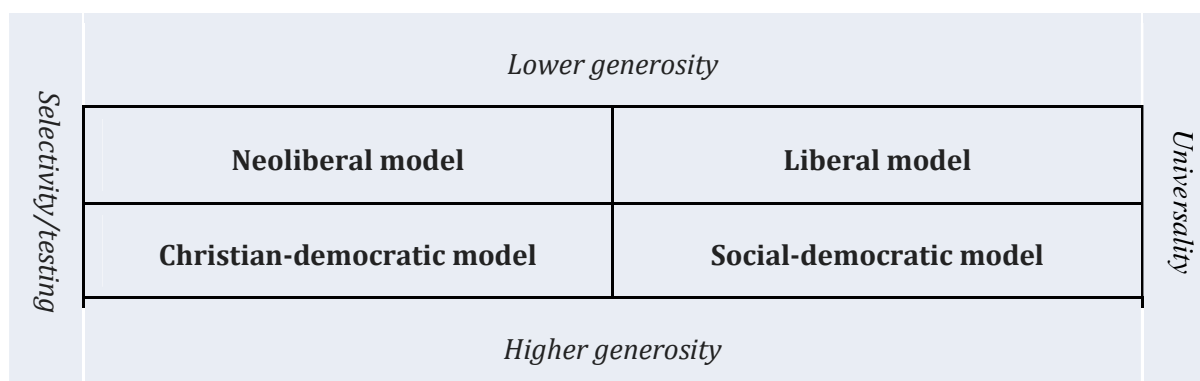 Lower generosity
Selectivity/testing
Neoliberal model
Liberal model
Universality
Christian-democratic model
Social-democratic model
Higher generosity